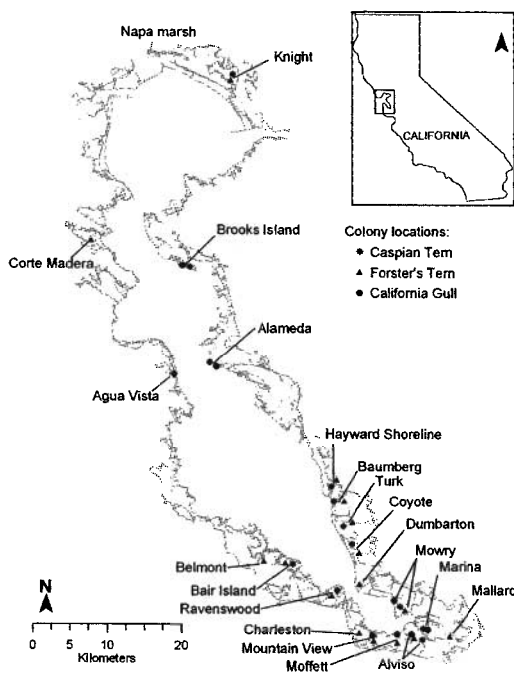 Napa marsh
Knight
CALIFORNIA
Brooks Island
Colony locations:
Caspian Tern
Corte Madera
Forster's Tern
California Gull
Alameda
Agua Vista
Hayward Shoreline
Baumberg
Turk
Coyote
Dumbarton
Mowry
Belmont
Marina
Bair Island
Mallard
Ravenswood
N
Charleston
Mountain View
0 5 10 20
Moffett
Kilometers
Alviso